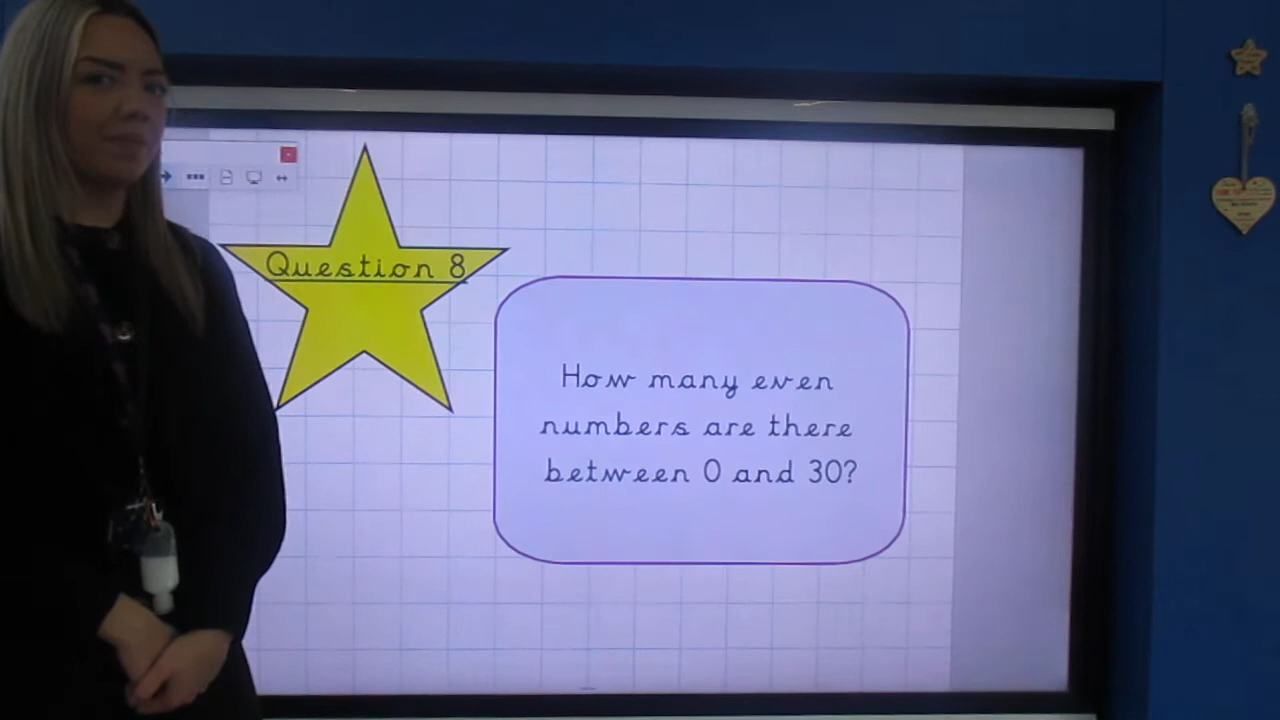 Question 8
How many even
numbers are there
between 0 and 30?